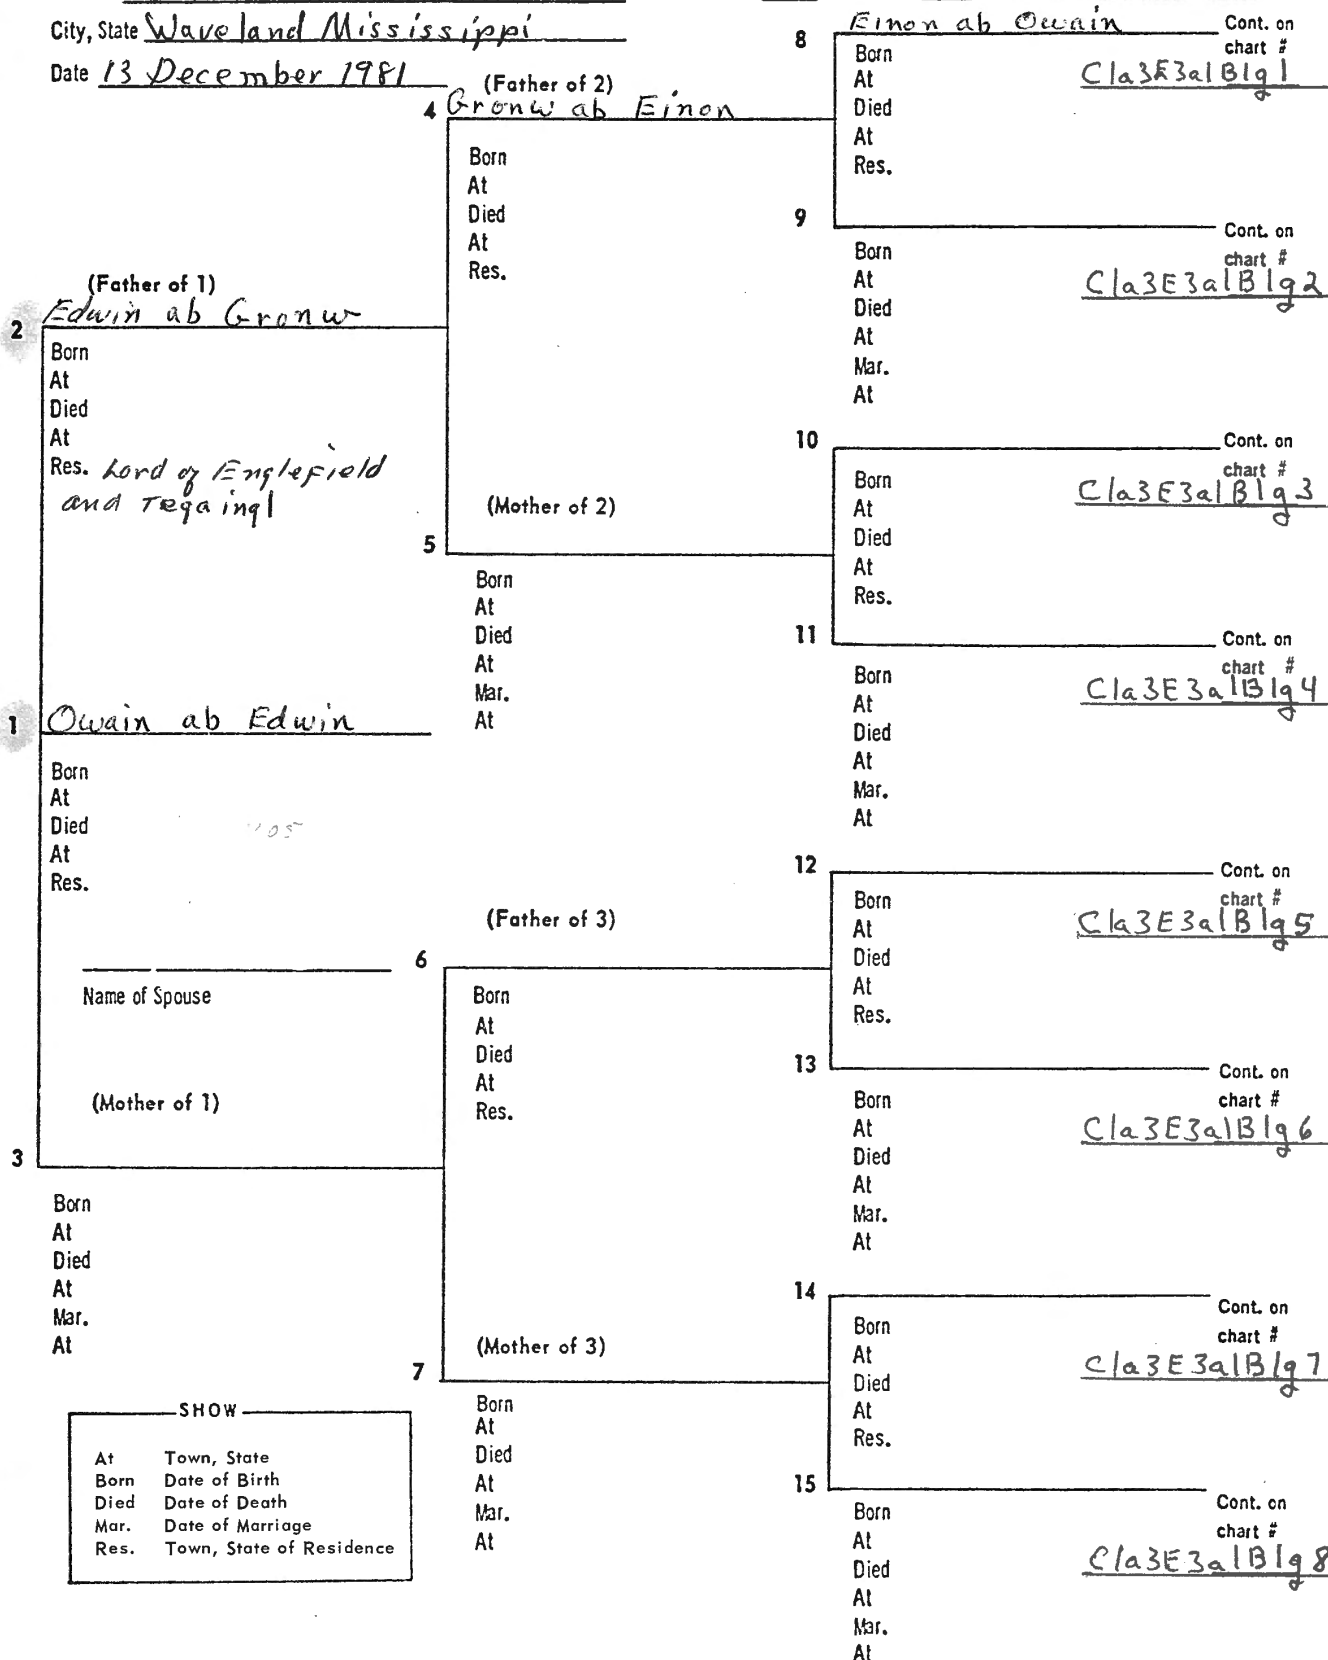 City, State Waveland Mississippi
Date 13 December 1981
8 Einon ab Owain Cont. on
chart #
C1a3E3a1B1g1
Born
At
Died
At
Res.
(Father of 2)
4 Gronw ab Einon
Born
At
Died
At
Res.
9 Cont. on
chart #
C1a3E3a1B1g2
Born
At
Died
At
Mar.
At
(Father of 1)
2 Edwin ab Gronw
Born
At
Died
At
Res. Lord of Englefield
and Tegaingl
10 Cont. on
chart #
C1a3E3a1B1g3
Born
At
Died
At
Res.
(Mother of 2)
5
Born
At
Died
At
Mar.
At
11 Cont. on
chart #
C1a3E3a1B1g4
Born
At
Died
At
Mar.
At
1 Owain ab Edwin
Born
At
Died
At
Res.
Name of Spouse
12 Cont. on
chart #
C1a3E3a1B1g5
Born
At
Died
At
Res.
(Father of 3)
6
Born
At
Died
At
Res.
13 Cont. on
chart #
C1a3E3a1B1g6
Born
At
Died
At
Mar.
At
(Mother of 1)
3
Born
At
Died
At
Mar.
At
14 Cont. on
chart #
C1a3E3a1B1g7
Born
At
Died
At
Res.
(Mother of 3)
7
Born
At
Died
At
Mar.
At
15 Cont. on
chart #
C1a3E3a1B1g8
Born
At
Died
At
Mar.
At
SHOW
At Town, State
Born Date of Birth
Died Date of Death
Mar. Date of Marriage
Res. Town, State of Residence